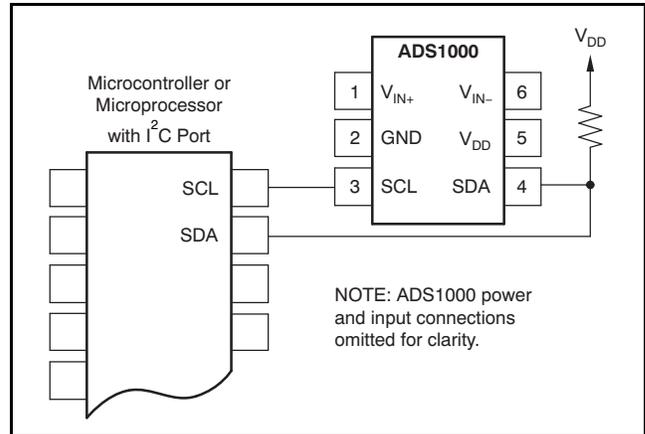 V_DD
ADS1000
Microcontroller or
Microprocessor
with I²C Port
1 V_IN+ V_IN– 6
2 GND V_DD 5
SCL 3 SCL SDA 4
SDA
NOTE: ADS1000 power
and input connections
omitted for clarity.